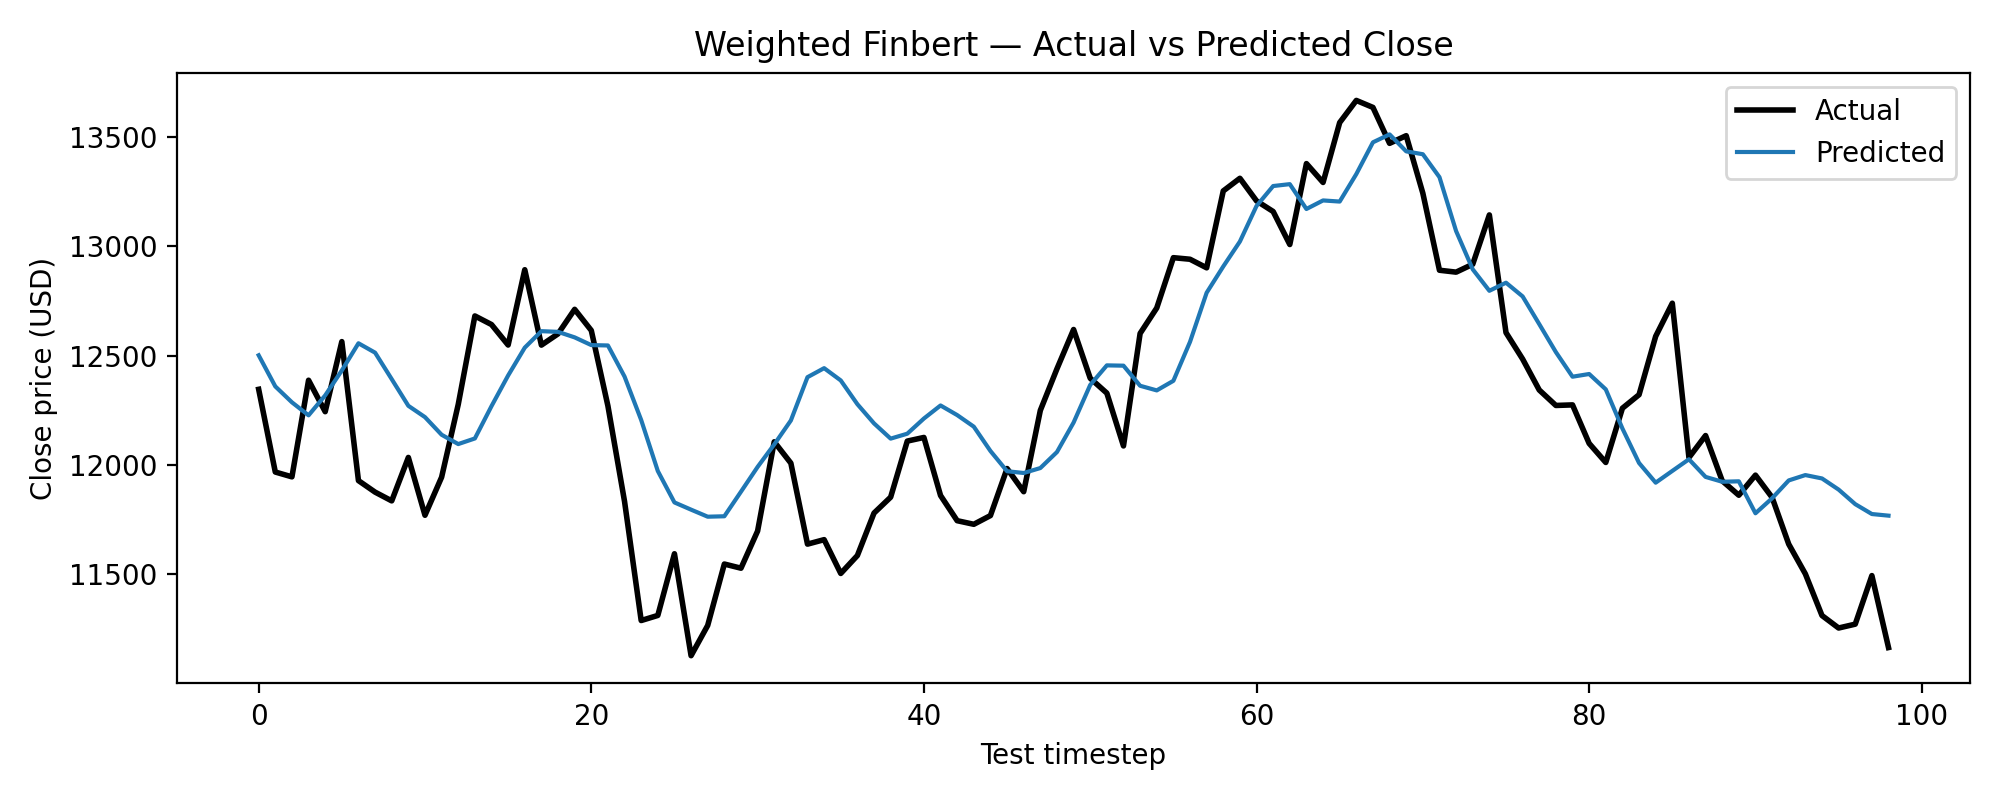 Weighted Finbert — Actual vs Predicted Close
Actual
Predicted
Close price (USD)
13500
13000
12500
12000
11500
0 20 40 60 80 100
Test timestep